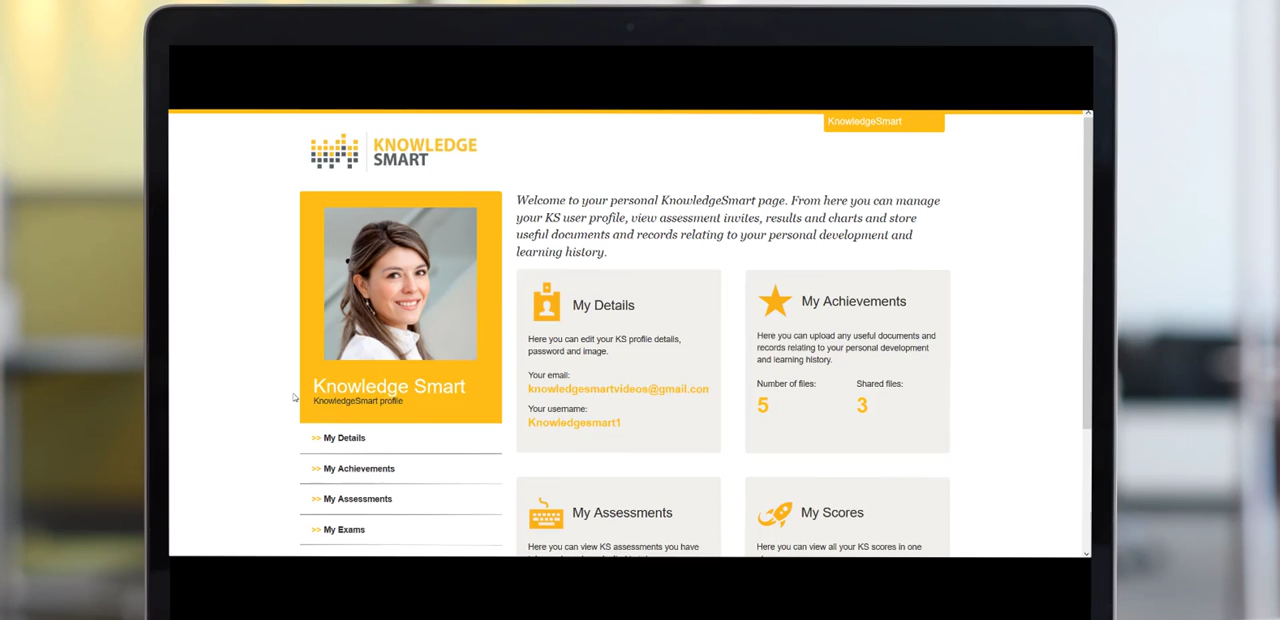 KnowledgeSmart
KNOWLEDGE
SMART
Welcome to your personal KnowledgeSmart page. From here you can manage
your KS user profile, view assessment invites, results and charts and store
useful documents and records relating to your personal development and
learning history.
Knowledge Smart
KnowledgeSmart profile
>> My Details
>> My Achievements
>> My Assessments
>> My Exams
My Details
Here you can edit your KS profile details,
password and image.
Your email:
knowledgesmartvideos@gmail.com
Your username:
Knowledgesmart1
My Achievements
Here you can upload any useful documents and
records relating to your personal development
and learning history.
Number of files: Shared files:
5 3
My Assessments
Here you can view KS assessments you have
My Scores
Here you can view all your KS scores in one